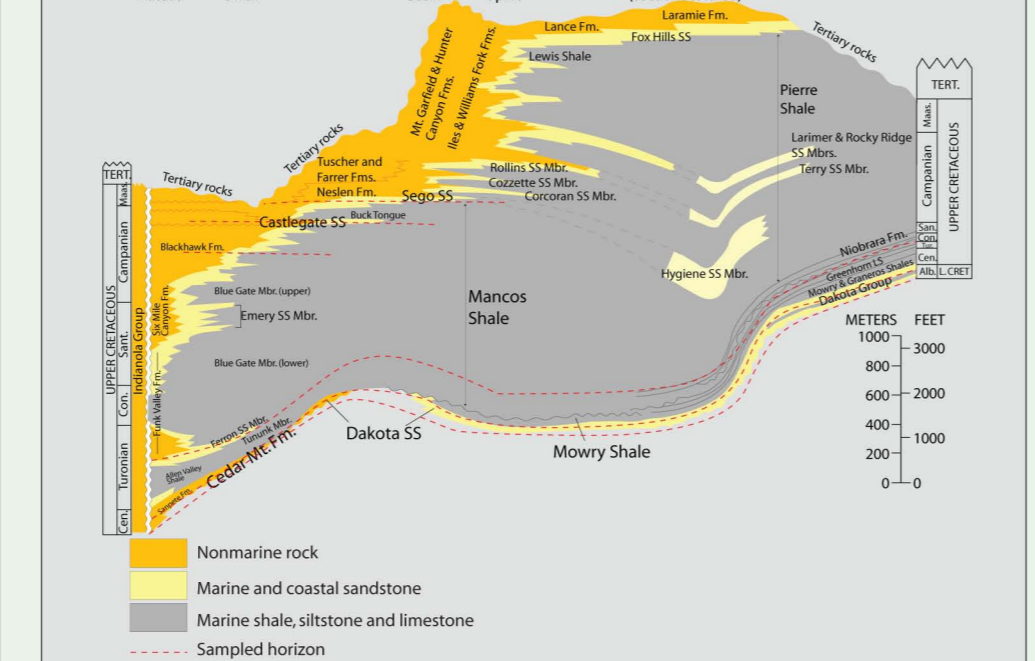 Laramie Fm.
Lance Fm.
Fox Hills SS
Tertiary rocks
Lewis Shale
Mt. Garfield & Hunter
Canyon Fms.
Iles & Williams Fork Fms.
TERT.
Pierre
Shale
Maas.
Campanian
UPPER CRETACEOUS
San.
Con.
Tur.
Cen.
Alb.
L.CRET
Larimer & Rocky Ridge
SS Mbrs.
Terry SS Mbr.
Tertiary rocks
Tuscher and
Farrer Fms.
Neslen Fm.
Rollins SS Mbr.
Cozzette SS Mbr.
Corcoran SS Mbr.
Sego SS
TERT.
Tertiary rocks
Maas.
Castlegate SS
Buck Tongue
Blackhawk Fm.
Campanian
Niobrara Fm.
Greenhorn LS
Mowry & Graneros Shales
Dakota Group
Hygiene SS Mbr.
Blue Gate Mbr. (upper)
Mancos
Shale
Six Mile
Canyon Fm.
Emery SS Mbr.
UPPER CRETACEOUS
Indianola Group
Sant.
Blue Gate Mbr. (lower)
Con.
Funk Valley Fm.
Ferron SS Mbr.
Tununk Mbr.
Cedar Mt. Fm.
Dakota SS
Mowry Shale
Turonian
Allen Valley
Shale
Sanpete Fm.
Cen.
METERS FEET
1000
3000
800
600
2000
400
1000
200
0 0
Nonmarine rock
Marine and coastal sandstone
Marine shale, siltstone and limestone
Sampled horizon